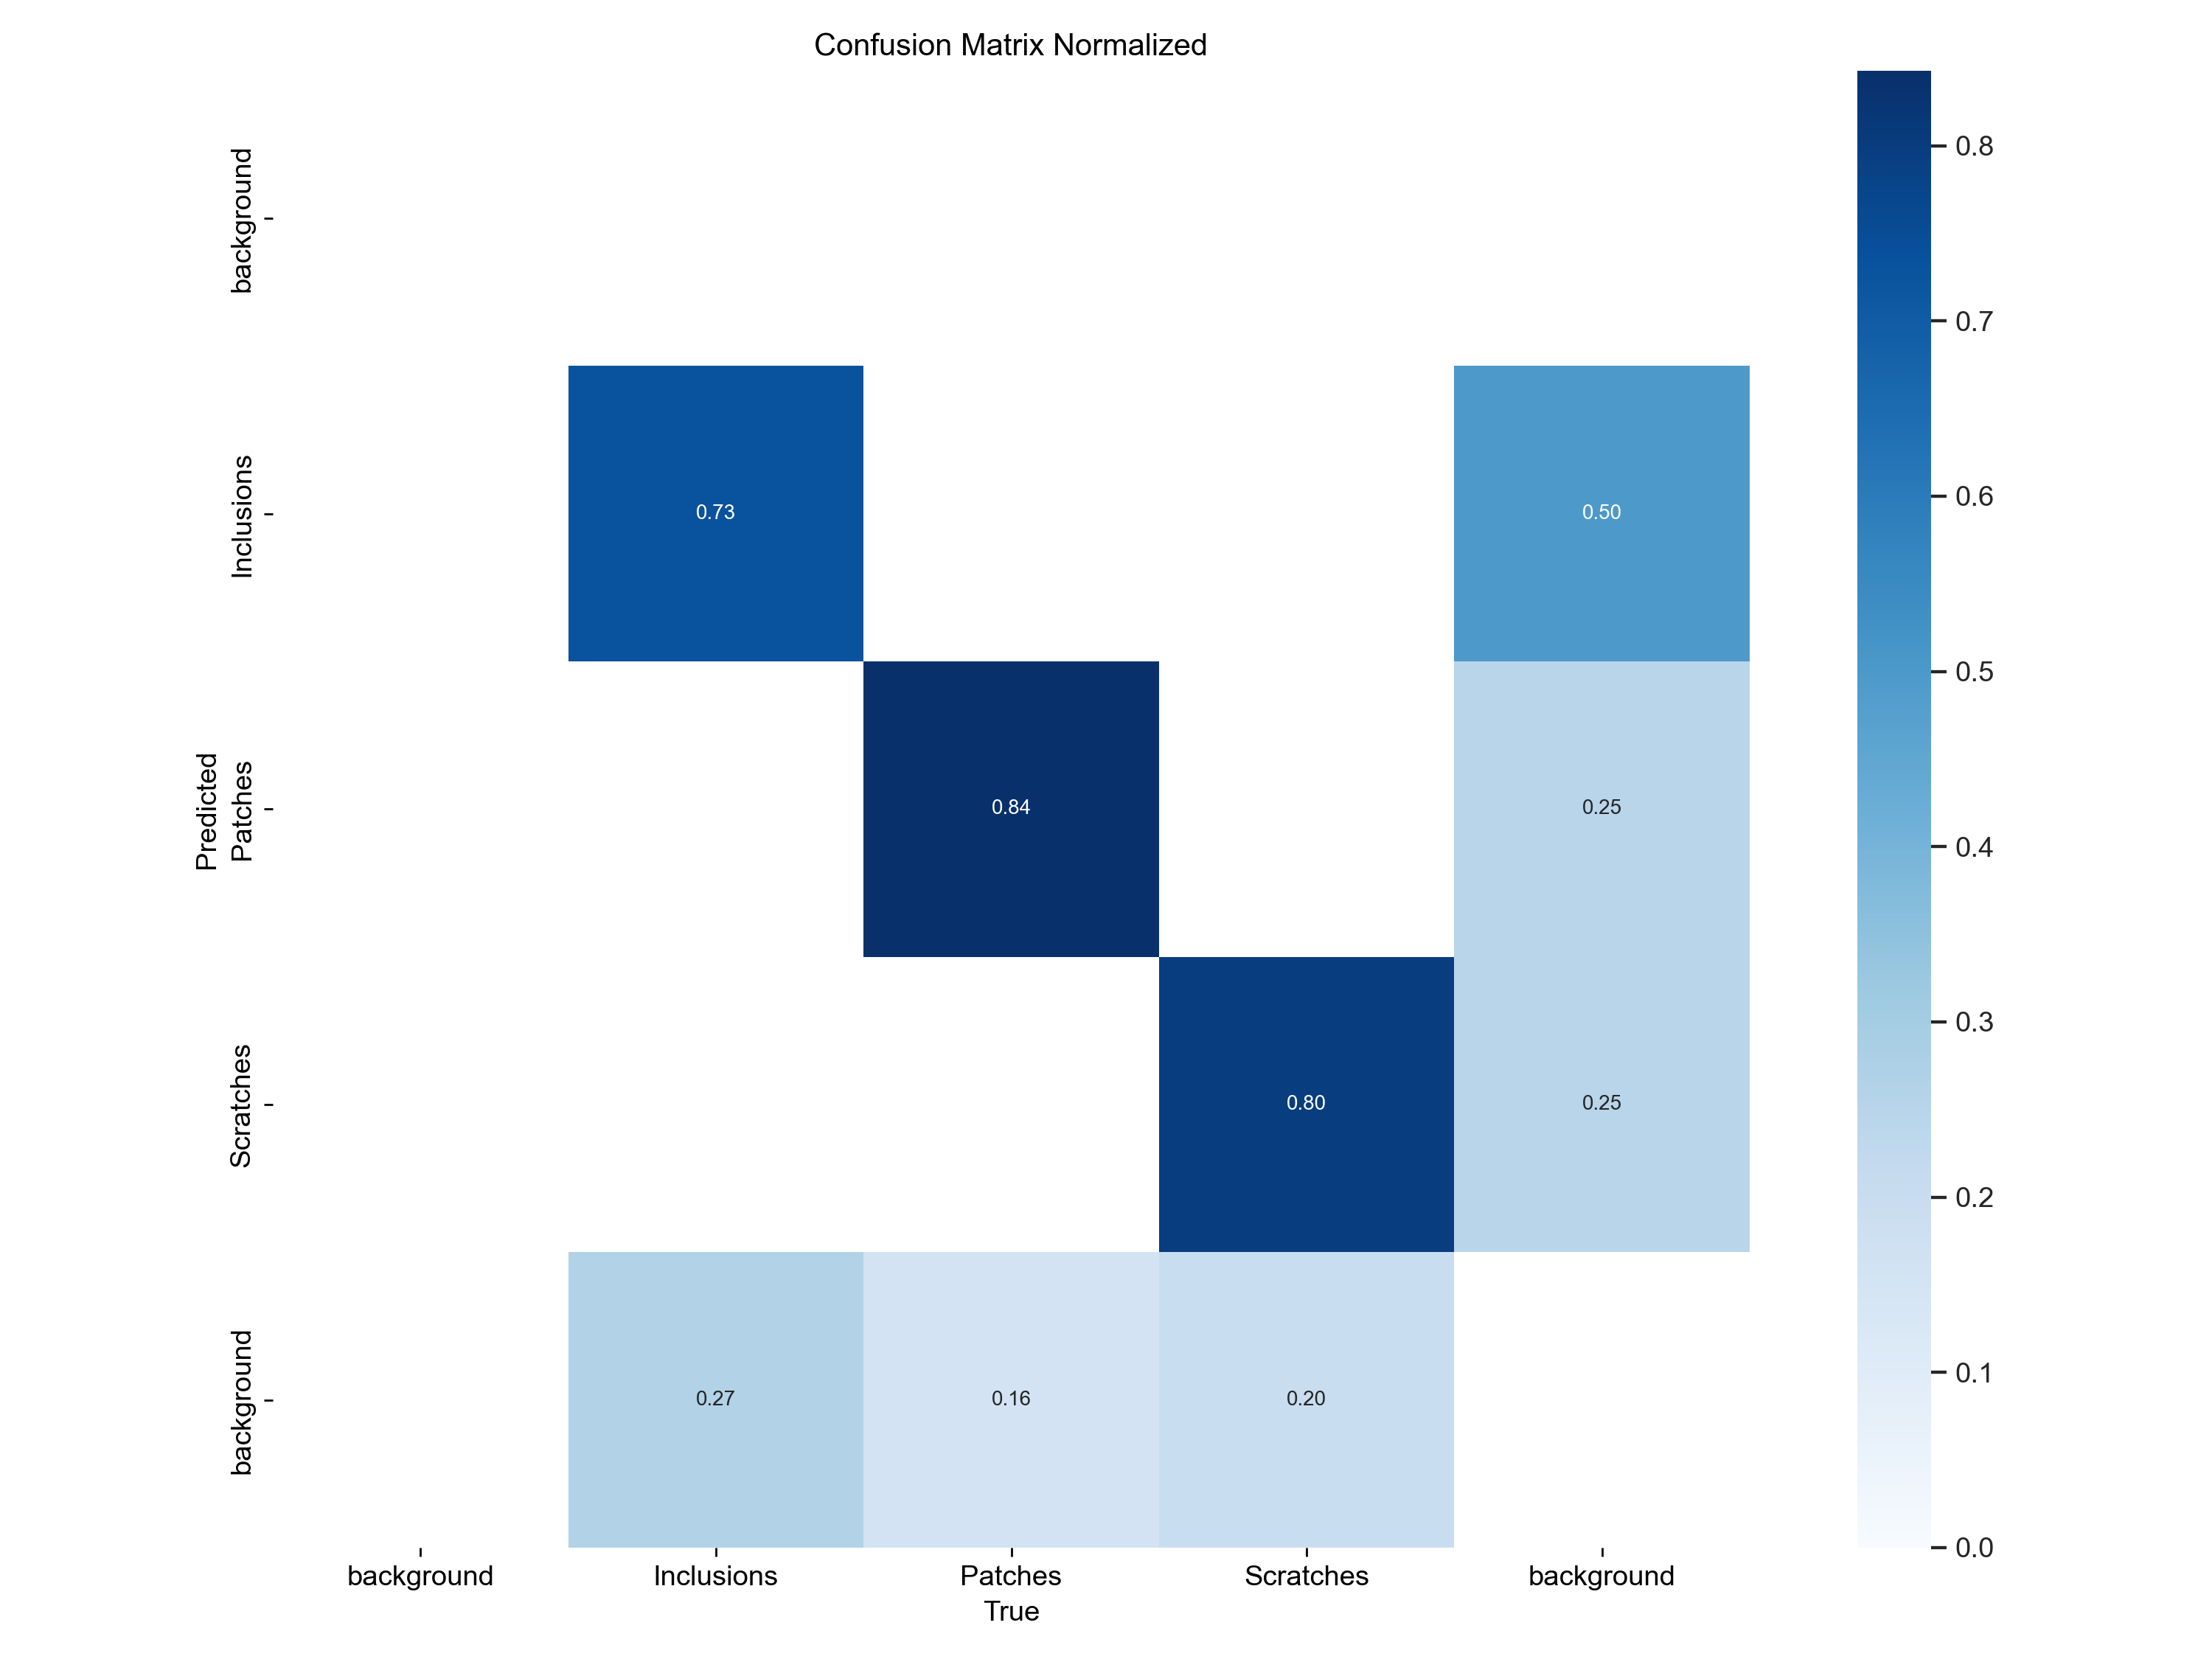 Confusion Matrix Normalized
background
Inclusions
Patches
Scratches
background
Predicted
0.73
0.50
0.84
0.25
0.80
0.25
0.27
0.16
0.20
background
Inclusions
Patches
Scratches
background
True
0.8
0.7
0.6
0.5
0.4
0.3
0.2
0.1
0.0